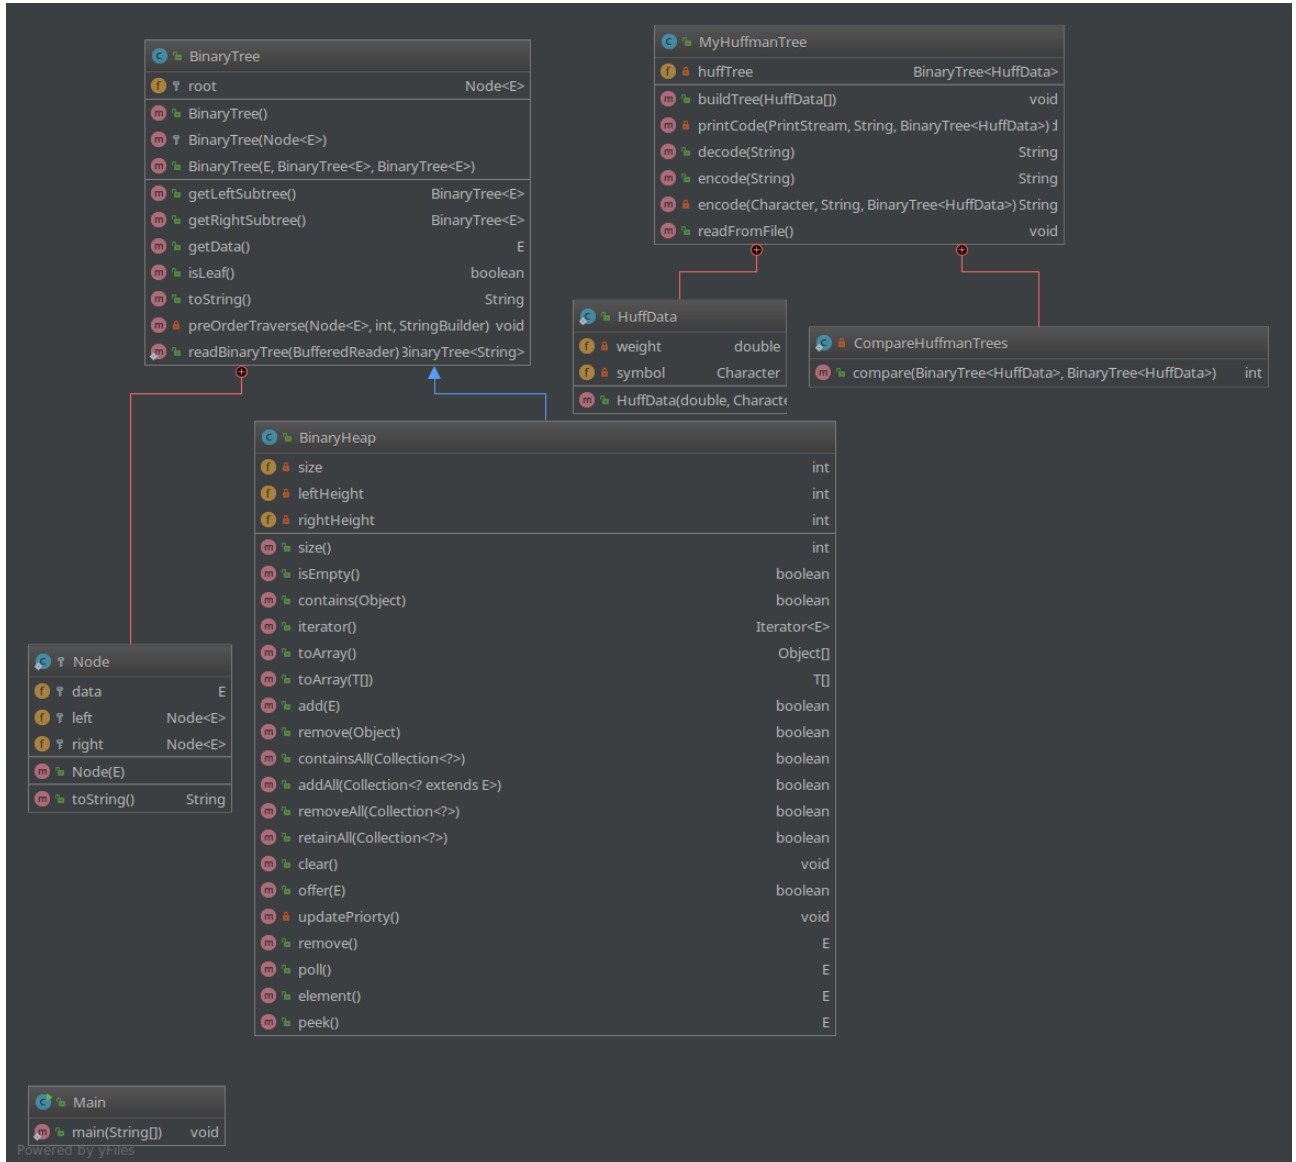 BinaryTree
root Node<E>
BinaryTree()
BinaryTree(Node<E>)
BinaryTree(E, BinaryTree<E>, BinaryTree<E>)
getLeftSubtree() BinaryTree<E>
getRightSubtree() BinaryTree<E>
getData() E
isLeaf() boolean
toString() String
preOrderTraverse(Node<E>, int, StringBuilder) void
readBinaryTree(BufferedReader) BinaryTree<String>
MyHuffmanTree
huffTree BinaryTree<HuffData>
buildTree(HuffData[]) void
printCode(PrintStream, String, BinaryTree<HuffData>)
decode(String) String
encode(String) String
encode(Character, String, BinaryTree<HuffData>) String
readFromFile() void
HuffData
weight double
symbol Character
HuffData(double, Characte
CompareHuffmanTrees
compare(BinaryTree<HuffData>, BinaryTree<HuffData>) int
BinaryHeap
size int
leftHeight int
rightHeight int
size() int
isEmpty() boolean
contains(Object) boolean
iterator() Iterator<E>
toArray() Object[]
toArray(T[]) T[]
add(E) boolean
remove(Object) boolean
containsAll(Collection<?>) boolean
addAll(Collection<? extends E>) boolean
removeAll(Collection<?>) boolean
retainAll(Collection<?>) boolean
clear() void
offer(E) boolean
updatePriorty() void
remove() E
poll() E
element() E
peek() E
Node
data E
left Node<E>
right Node<E>
Node(E)
toString() String
Main
main(String[]) void
Powered by yFiles